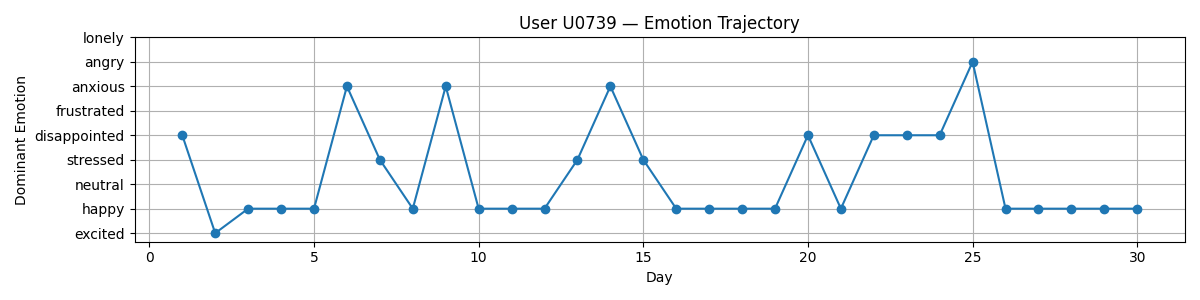 User U0739 — Emotion Trajectory
Dominant Emotion
lonely
angry
anxious
frustrated
disappointed
stressed
neutral
happy
excited
0 5 10 15 20 25 30
Day